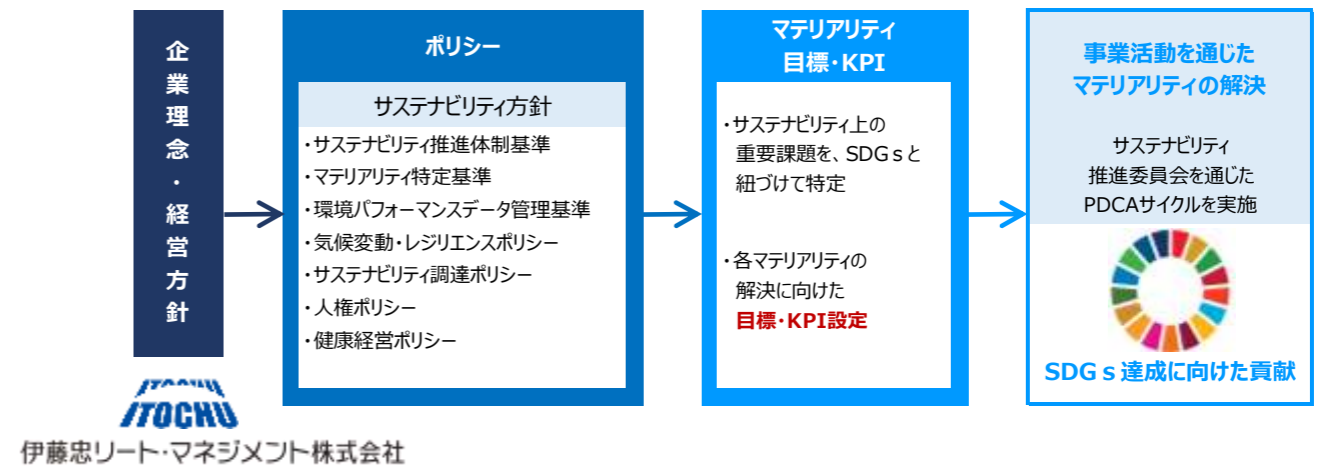 企業理念・経営方針
ポリシー
サステナビリティ方針
・サステナビリティ推進体制基準
・マテリアリティ特定基準
・環境パフォーマンスデータ管理基準
・気候変動・レジリエンスポリシー
・サステナビリティ調達ポリシー
・人権ポリシー
・健康経営ポリシー
マテリアリティ
目標・KPI
・サステナビリティ上の
重要課題を、SDGsと
紐づけて特定
・各マテリアリティの
解決に向けた
目標・KPI設定
事業活動を通じた
マテリアリティの解決
サステナビリティ
推進委員会を通じた
PDCAサイクルを実施
SDGs達成に向けた貢献
ITOCHU
伊藤忠リート・マネジメント株式会社